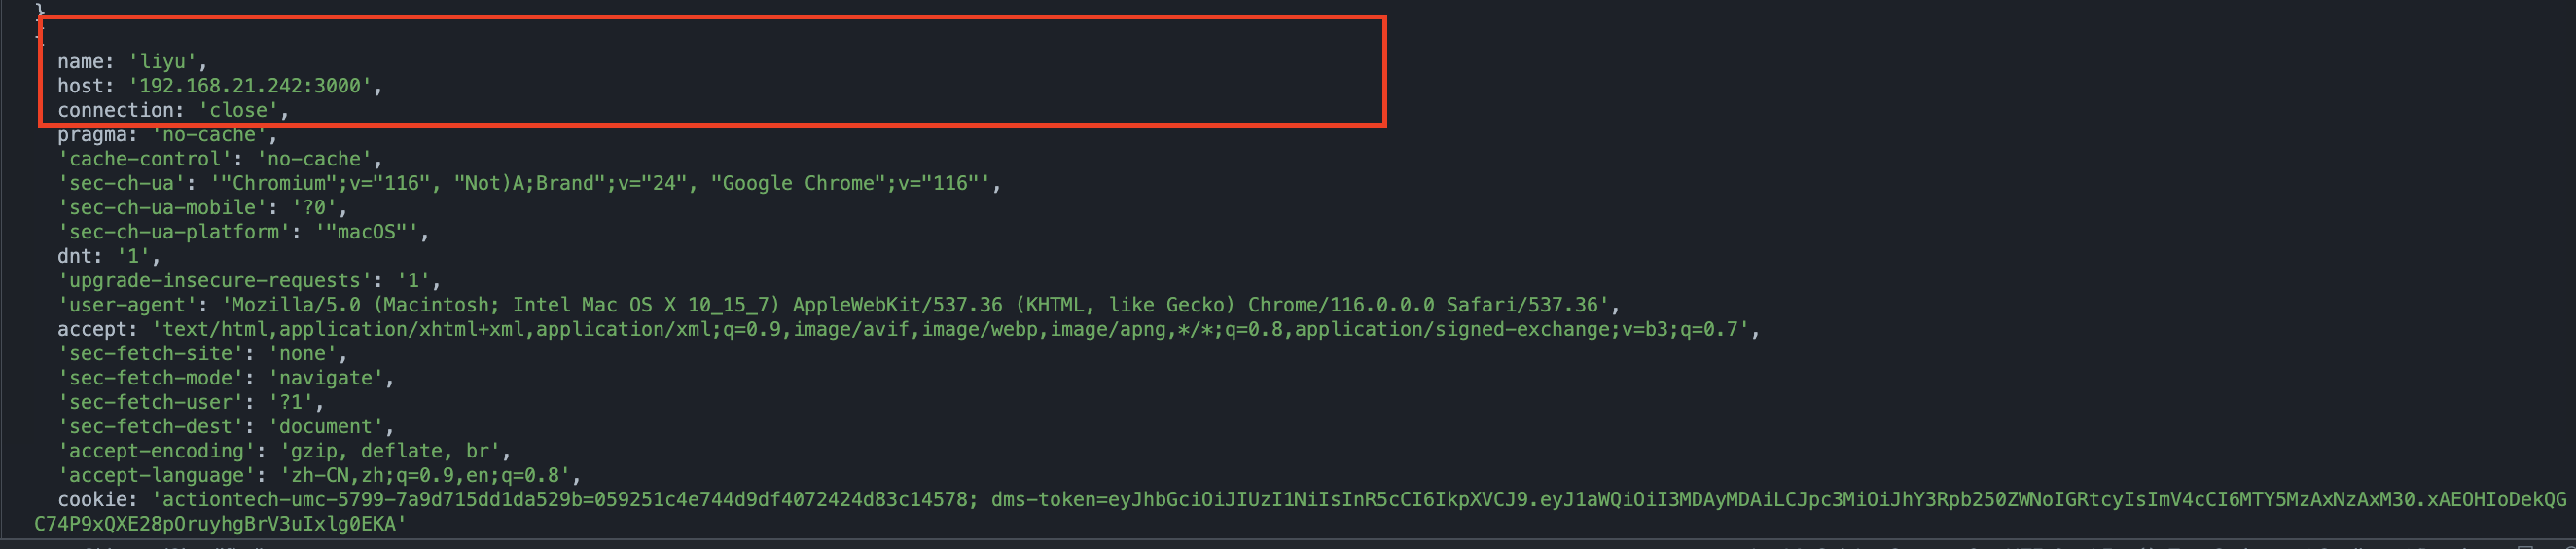 }
{
name: 'liyu',
host: '192.168.21.242:3000',
connection: 'close',
pragma: 'no-cache',
'cache-control': 'no-cache',
'sec-ch-ua': '"Chromium";v="116", "Not)A;Brand";v="24", "Google Chrome";v="116"',
'sec-ch-ua-mobile': '?0',
'sec-ch-ua-platform': '"macOS"',
dnt: '1',
'upgrade-insecure-requests': '1',
'user-agent': 'Mozilla/5.0 (Macintosh; Intel Mac OS X 10_15_7) AppleWebKit/537.36 (KHTML, like Gecko) Chrome/116.0.0.0 Safari/537.36',
accept: 'text/html,application/xhtml+xml,application/xml;q=0.9,image/avif,image/webp,image/apng,*/*;q=0.8,application/signed-exchange;v=b3;q=0.7',
'sec-fetch-site': 'none',
'sec-fetch-mode': 'navigate',
'sec-fetch-user': '?1',
'sec-fetch-dest': 'document',
'accept-encoding': 'gzip, deflate, br',
'accept-language': 'zh-CN,zh;q=0.9,en;q=0.8',
cookie: 'actiontech-umc-5799-7a9d715dd1da529b=059251c4e744d9df4072424d83c14578; dms-token=eyJhbGciOiJIUzI1NiIsInR5cCI6IkpXVCJ9.eyJ1aWQiOiI3MDAyMDAiLCJpc3MiOiJhY3Rpb250ZWNoIGRtcyIsImV4cCI6MTY5MzAxNzAxM30.xAEOHIoDekQG
C74P9xQXE28pOruyhgBrV3uIxlg0EKA'